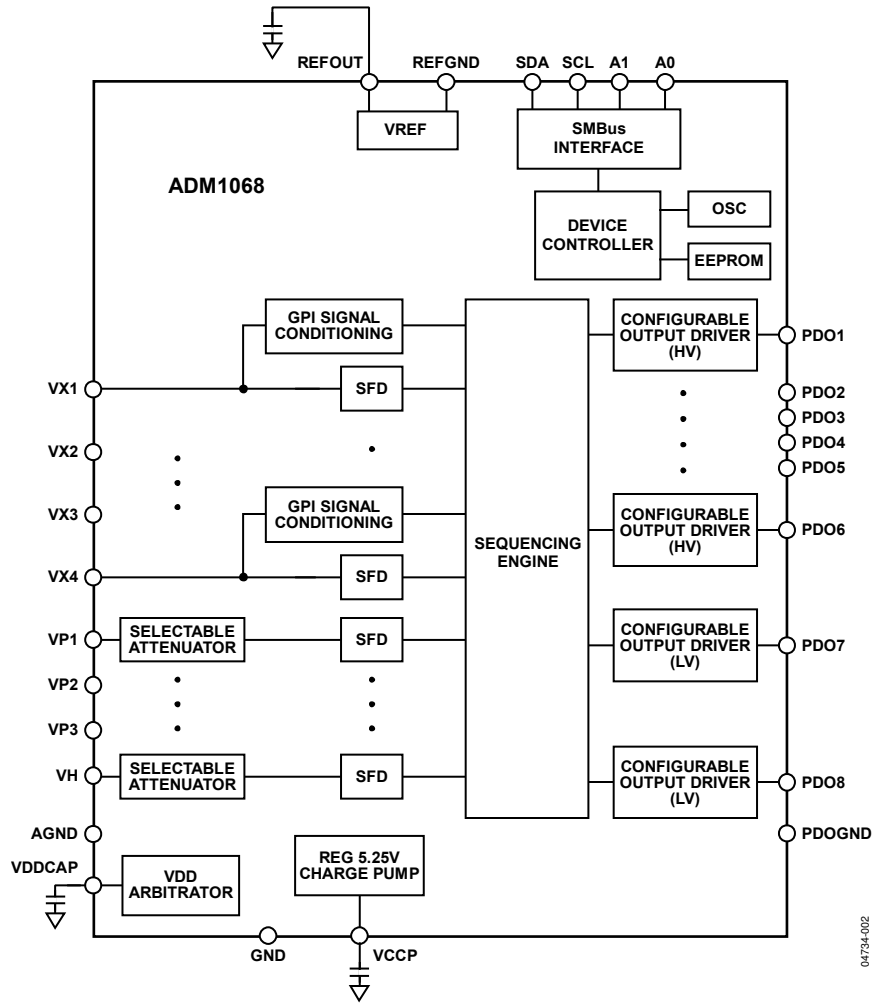 REFOUT REFGND SDA SCL A1 A0
VREF
SMBus
INTERFACE
ADM1068
DEVICE
CONTROLLER
OSC
EEPROM
GPI SIGNAL
CONDITIONING
CONFIGURABLE
OUTPUT DRIVER
(HV)
PDO1
VX1
SFD
PDO2
PDO3
PDO4
PDO5
VX2
VX3
GPI SIGNAL
CONDITIONING
SEQUENCING
ENGINE
CONFIGURABLE
OUTPUT DRIVER
(HV)
PDO6
VX4
SFD
VP1
SELECTABLE
ATTENUATOR
SFD
CONFIGURABLE
OUTPUT DRIVER
(LV)
PDO7
VP2
VP3
VH
SELECTABLE
ATTENUATOR
SFD
CONFIGURABLE
OUTPUT DRIVER
(LV)
PDO8
AGND
PDOGND
VDDCAP
VDD
ARBITRATOR
REG 5.25V
CHARGE PUMP
GND
VCCP
04734-002